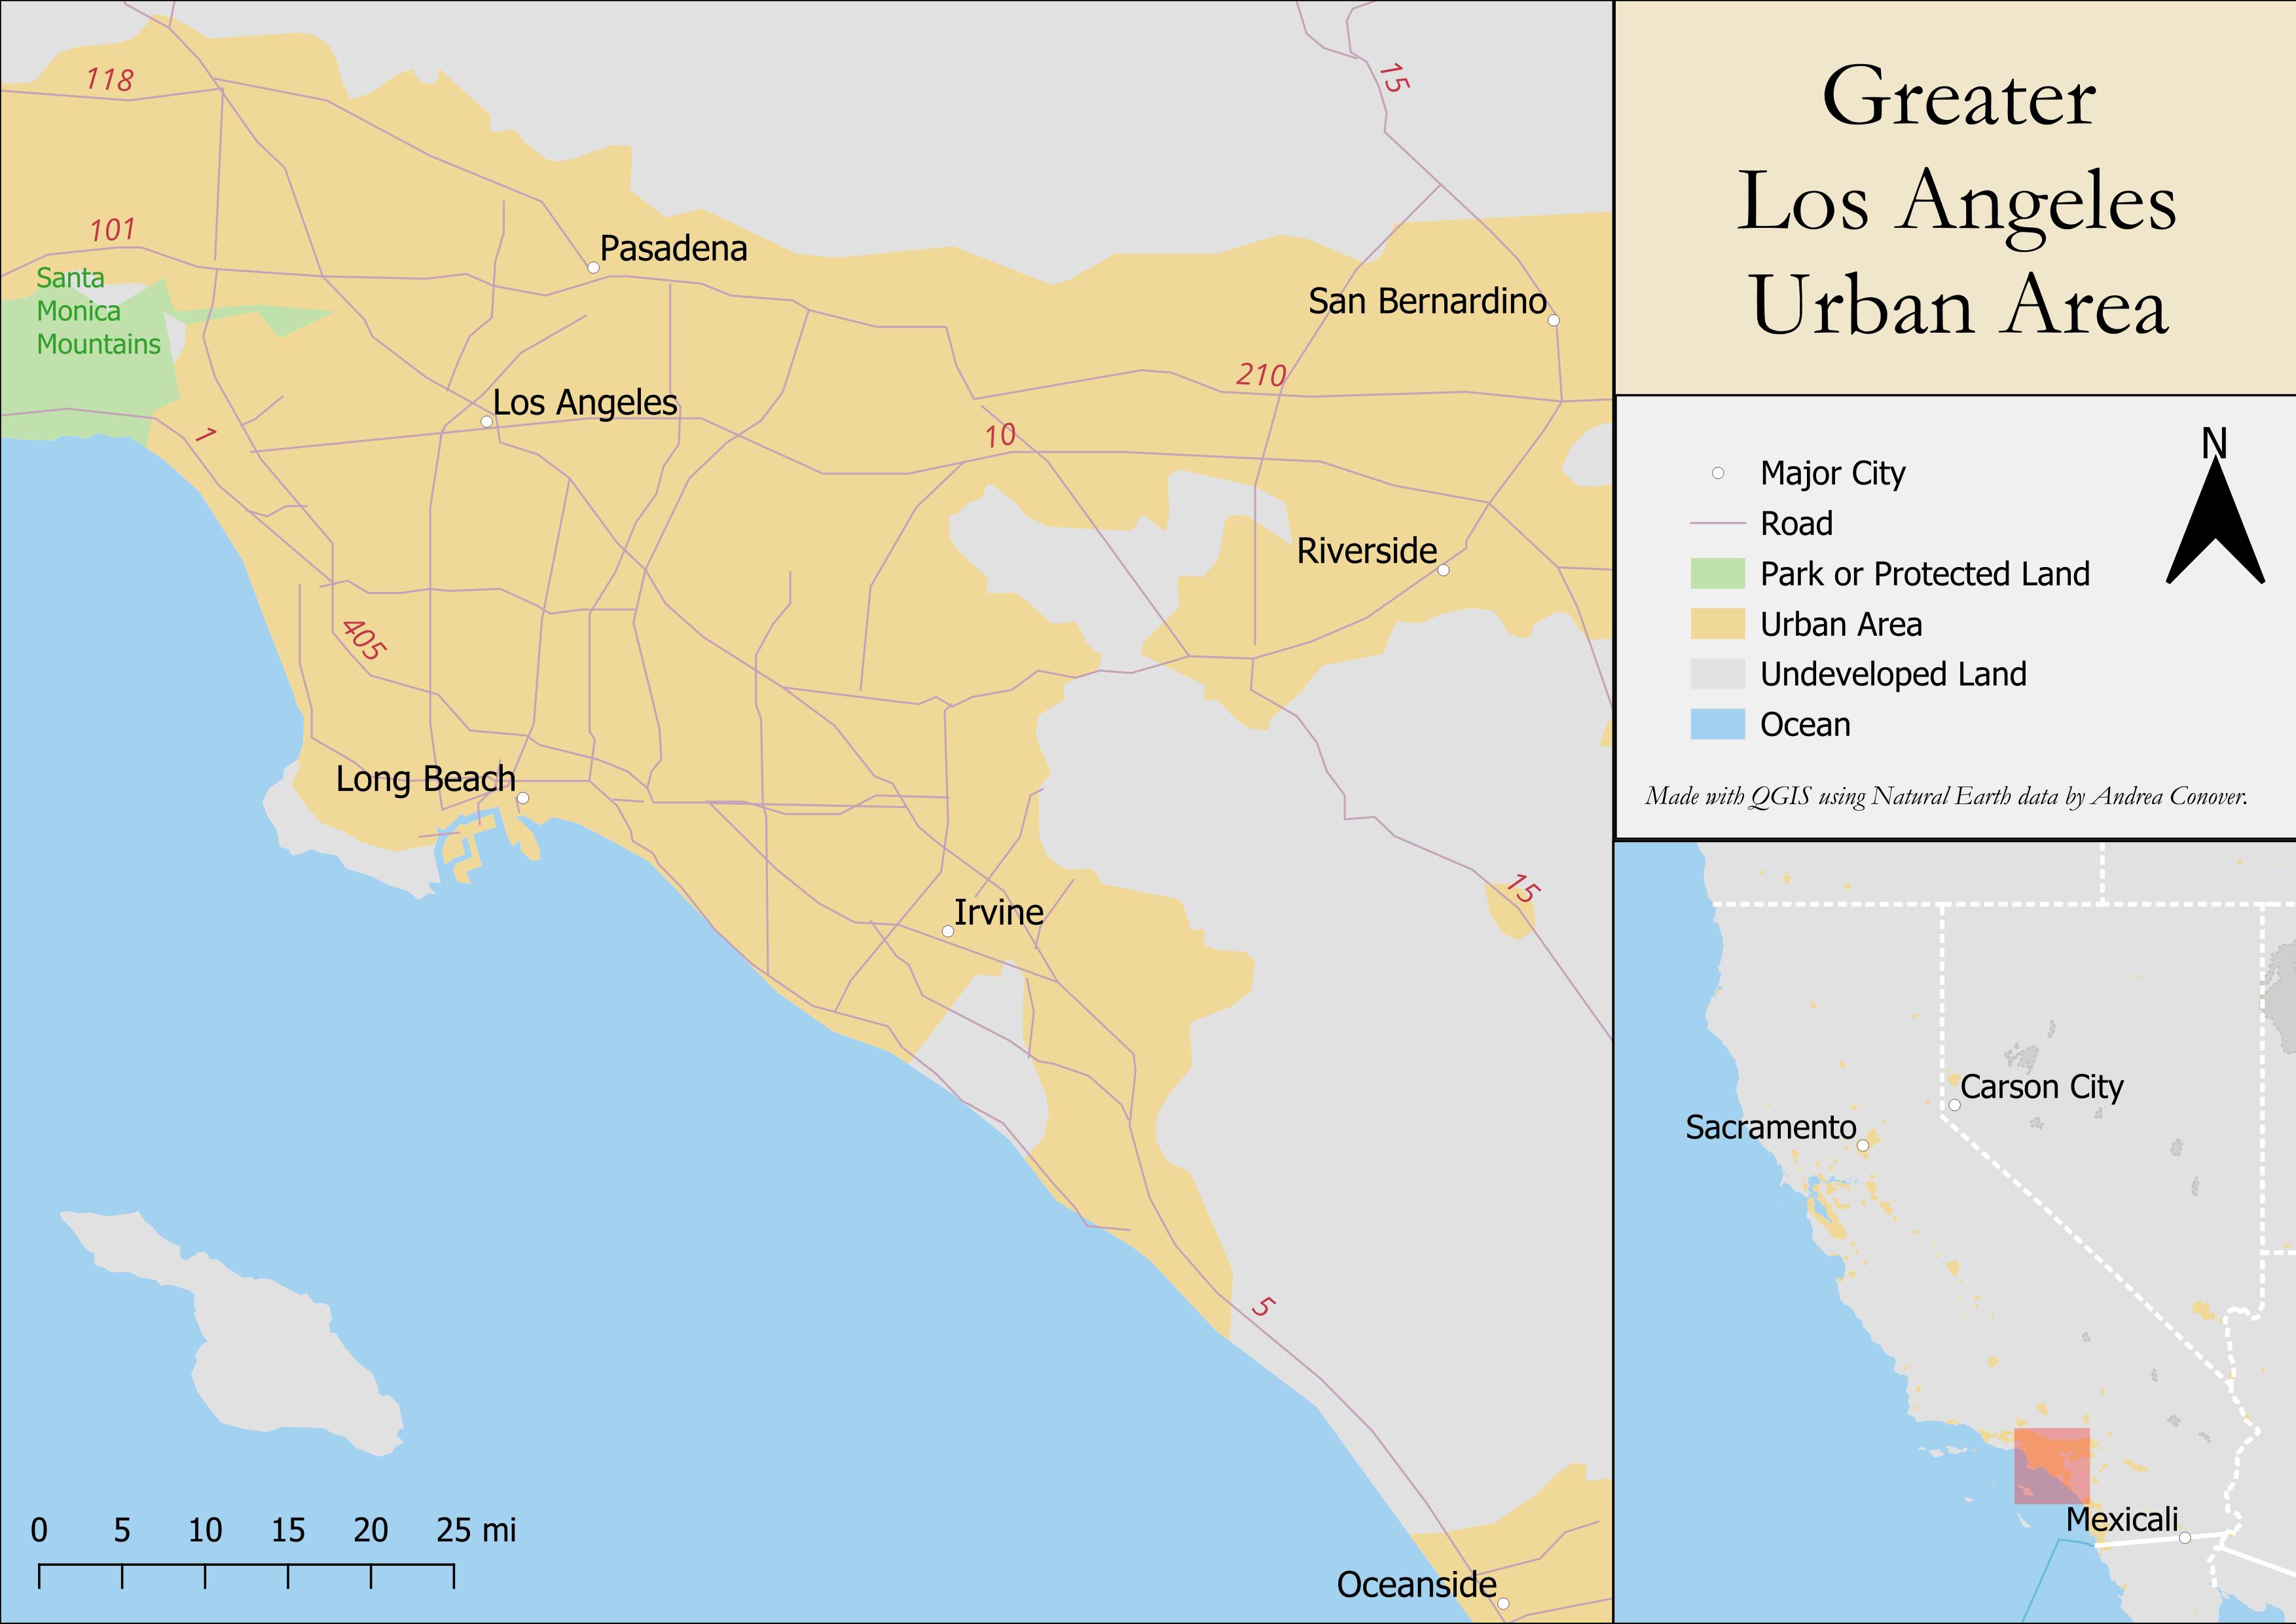 118
15
Greater
Los Angeles
Urban Area
101
Pasadena
Santa
Monica
Mountains
San Bernardino
210
Los Angeles
1
10
N
Major City
Road
Park or Protected Land
Urban Area
Undeveloped Land
Ocean
Made with QGIS using Natural Earth data by Andrea Conover.
Riverside
405
Long Beach
Irvine
15
Carson City
Sacramento
5
Mexicali
0 5 10 15 20 25 mi
Oceanside